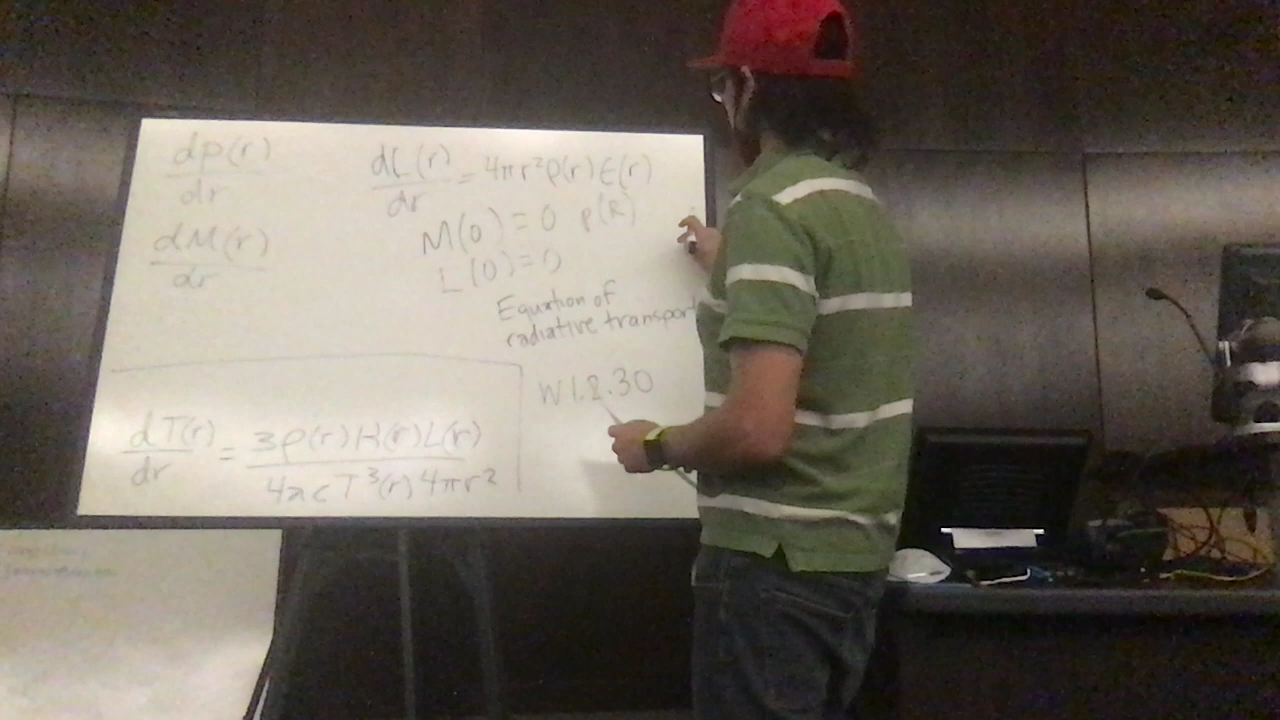 dp(r)/dr
dM(r)/dr
dL(r)/dr = 4πr²ρ(r)ε(r)
M(0) = 0 p(R)
L(0) = 0
Equation of
radiative transport
W1.2.30
dT(r)/dr = 3ρ(r)K(r)L(r)/4acT³(r)4πr²